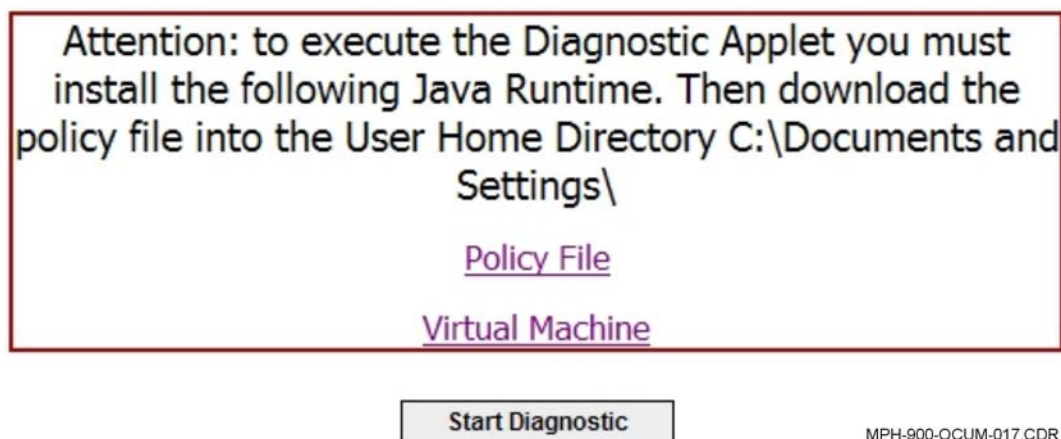 Attention: to execute the Diagnostic Applet you must
install the following Java Runtime. Then download the
policy file into the User Home Directory C:\Documents and
Settings\
Policy File
Virtual Machine
Start Diagnostic
MPH-900-OCUM-017.CDR